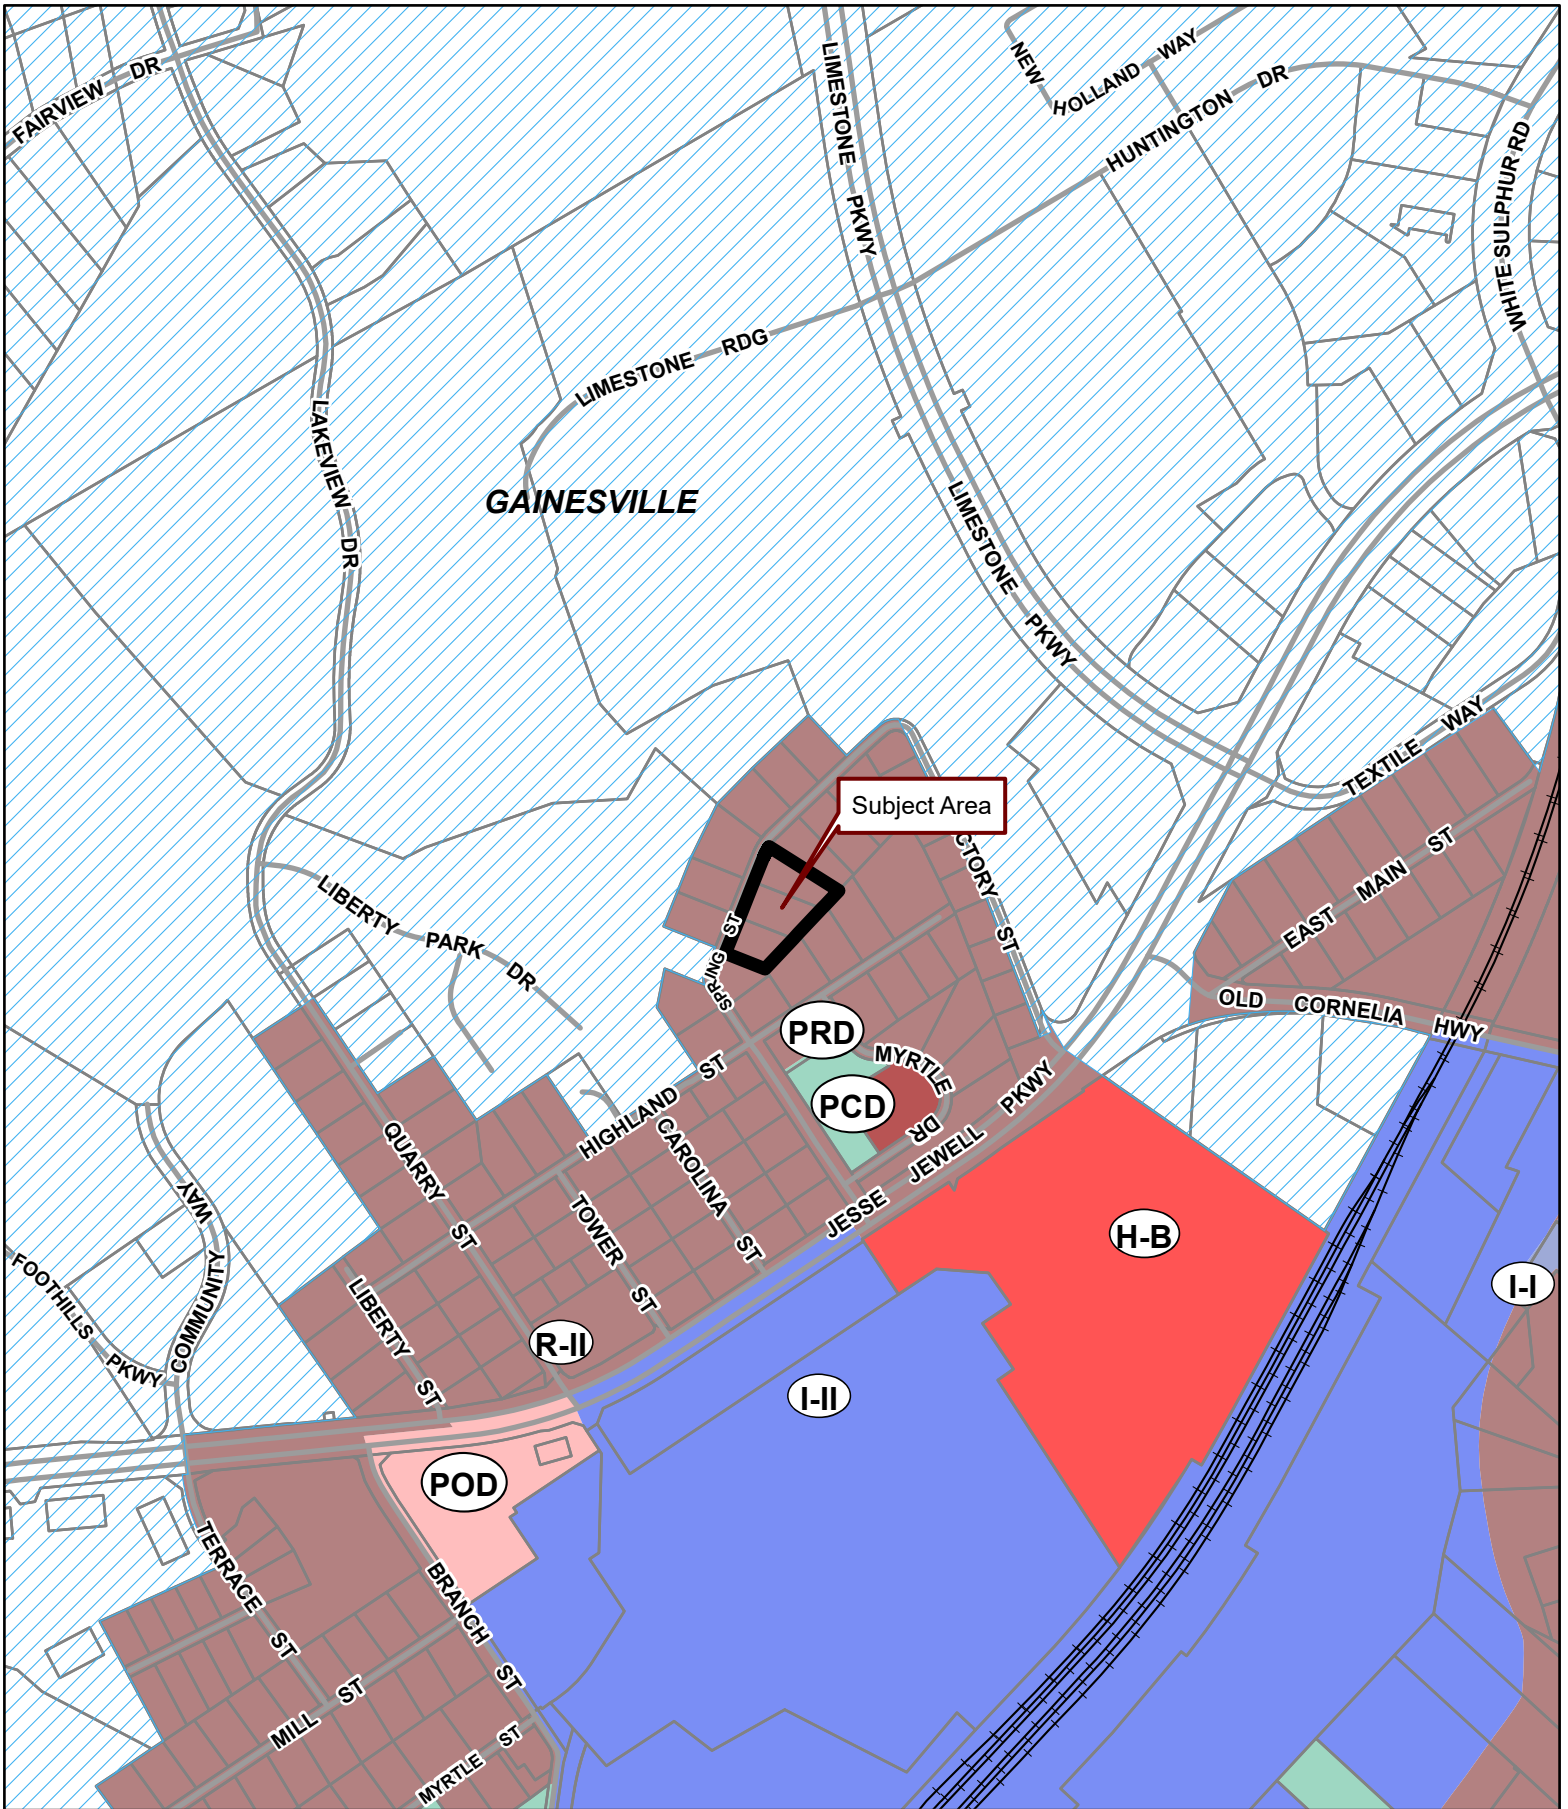 FAIRVIEW DR
LIMESTONE PKWY
NEW HOLLAND WAY
HUNTINGTON DR
WHITE SULPHUR RD
LIMESTONE RDG
LAKEVIEW DR
GAINESVILLE
LIMESTONE PKWY
TEXTILE WAY
Subject Area
CTORY ST
EAST MAIN ST
LIBERTY PARK DR
SPRING ST
OLD CORNELIA HWY
PRD
MYRTLE DR
PCD
HIGHLAND ST
CAROLINA ST
QUARRY ST
TOWER ST
JESSE JEWELL PKWY
H-B
I-I
COMMUNITY WAY
FOOTHILLS PKWY
LIBERTY ST
R-II
I-II
POD
TERRACE ST
BRANCH ST
MILL ST
MYRTLE ST